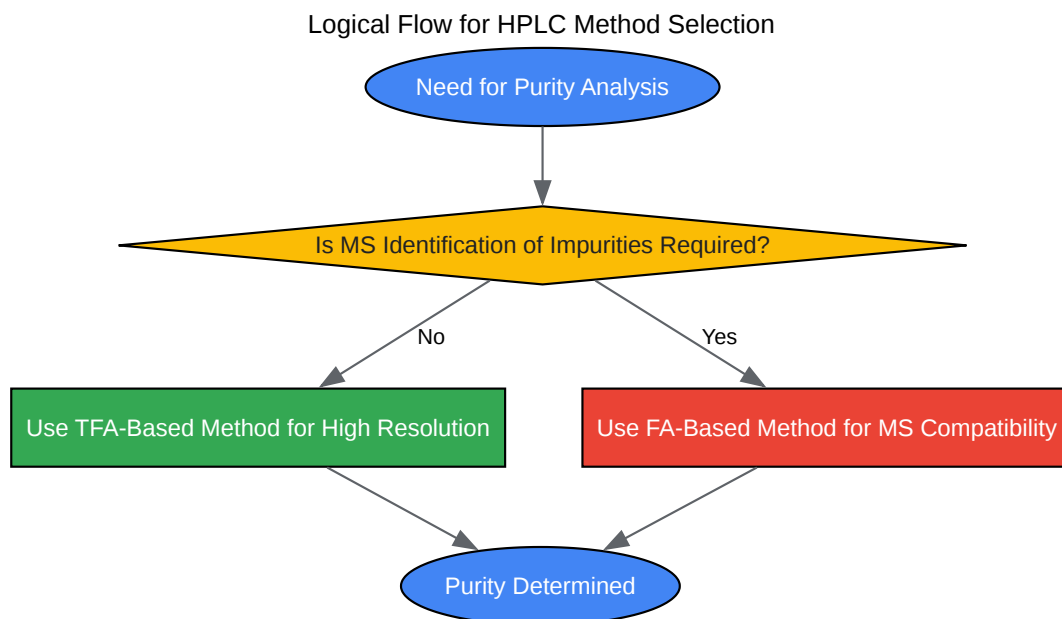 Logical Flow for HPLC Method Selection
Need for Purity Analysis
Is MS Identification of Impurities Required?
No
Yes
Use TFA-Based Method for High Resolution
Use FA-Based Method for MS Compatibility
Purity Determined